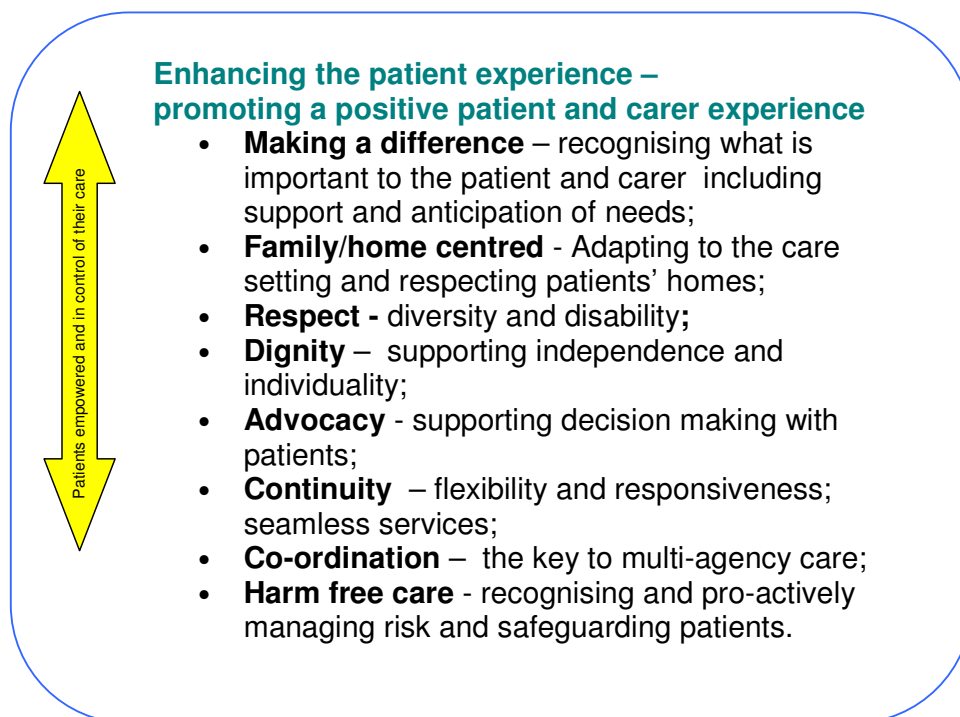 Enhancing the patient experience –
promoting a positive patient and carer experience
• Making a difference – recognising what is
important to the patient and carer  including
support and anticipation of needs;
• Family/home centred - Adapting to the care
setting and respecting patients’ homes;
• Respect - diversity and disability;
• Dignity –  supporting independence and
individuality;
• Advocacy - supporting decision making with
patients;
• Continuity  – flexibility and responsiveness;
seamless services;
• Co-ordination –  the key to multi-agency care;
• Harm free care - recognising and pro-actively
managing risk and safeguarding patients.
Patients empowered and in control of their care